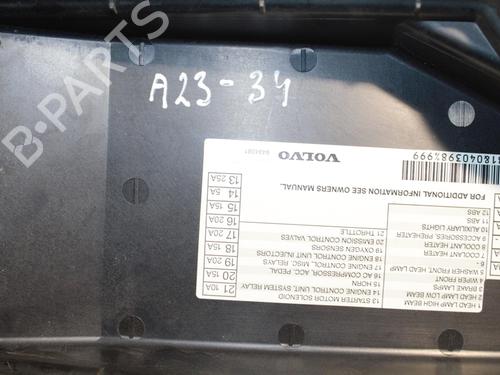 A23-34
B-Parts
VOLVO
FOR ADDITIONAL INFORMATION SEE OWNERS MANUAL.
1 HEAD LAMP HIGH BEAM
2 HEAD LAMP LOW BEAM
3 BRAKE LAMPS
4 WIPER FRONT
5 WASHER FRONT, HEAD LAMP
6 -
7 COOLANT HEATER
8 COOLANT HEATER
9 ACCESSORIES, PREHEATER
10 AUXILIARY LIGHTS
11 ABS
12 ABS
13 STARTER MOTOR SOLENOID
14 ENGINE CONTROL UNIT SYSTEM RELAY
15 SCRN
16 COMPRESSOR, ACC. PEDAL
17 ENGINE CONTROL, MISC. RELAYS
18 ENGINE CONTROL UNIT INJECTORS
19 OXYGEN SENSORS
20 EMISSION CONTROL VALVES
21 THROTTLE
13 25A
14 5A
15 15A
16 20A
17 20A
18 15A
19 20A
20 15A
21 10A